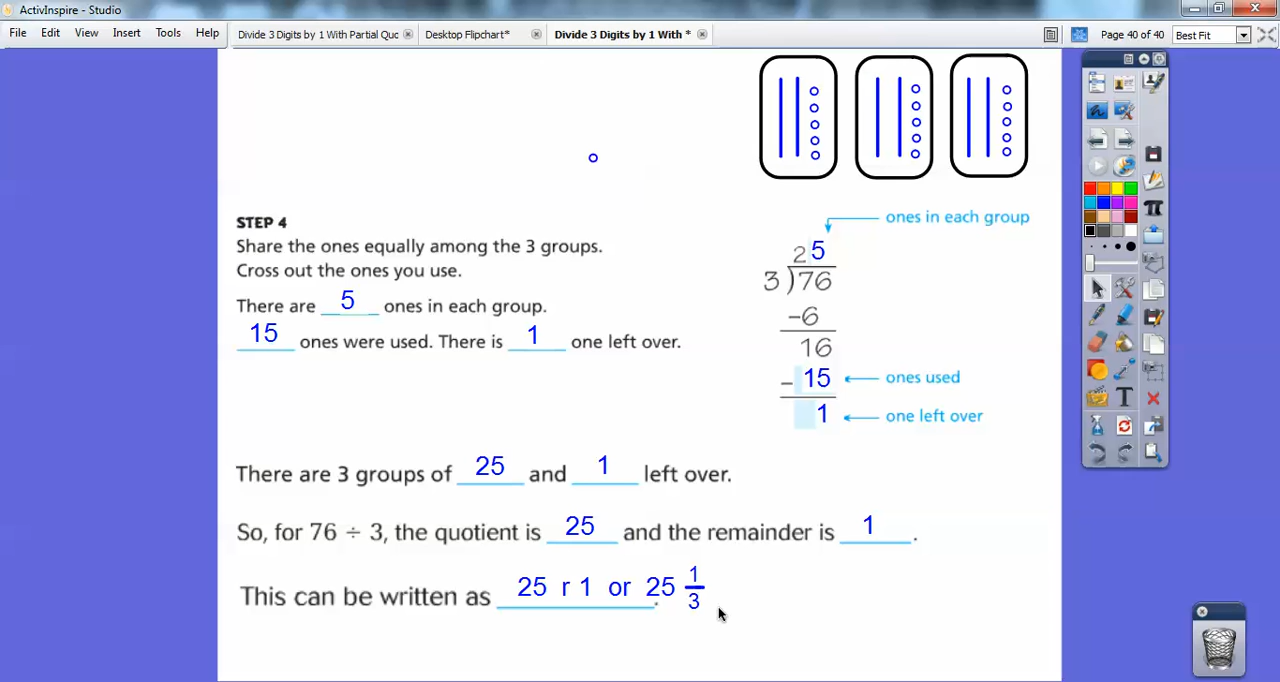 ActivInspire - Studio
File Edit View Insert Tools Help
Divide 3 Digits by 1 With Partial Quc
Desktop Flipchart*
Divide 3 Digits by 1 With *
Page 40 of 40
Best Fit
STEP 4
Share the ones equally among the 3 groups.
Cross out the ones you use.
There are 5 ones in each group.
15 ones were used. There is 1 one left over.
ones in each group
25
3)76
-6
16
-15 ones used
1 one left over
There are 3 groups of 25 and 1 left over.
So, for 76 ÷ 3, the quotient is 25 and the remainder is 1.
This can be written as 25 r 1 or 25 1/3.